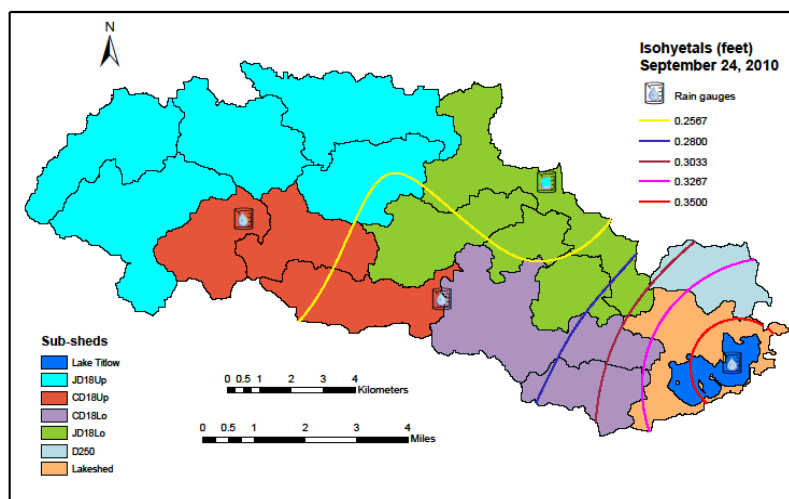 N
Isohyetals (feet)
September 24, 2010
Rain gauges
0.2567
0.2800
0.3033
0.3267
0.3500
Sub-sheds
Lake Titlow
JD18Up
CD18Up
CD18Lo
JD18Lo
D250
Lakeshed
0 0.5 1 2 3 4
Kilometers
0 0.5 1 2 3 4
Miles